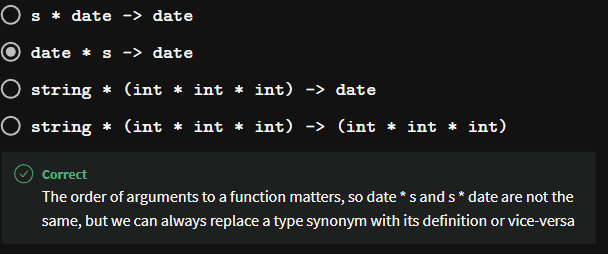 s * date -> date
date * s -> date
string * (int * int * int) -> date
string * (int * int * int) -> (int * int * int)
Correct
The order of arguments to a function matters, so date * s and s * date are not the
same, but we can always replace a type synonym with its definition or vice-versa